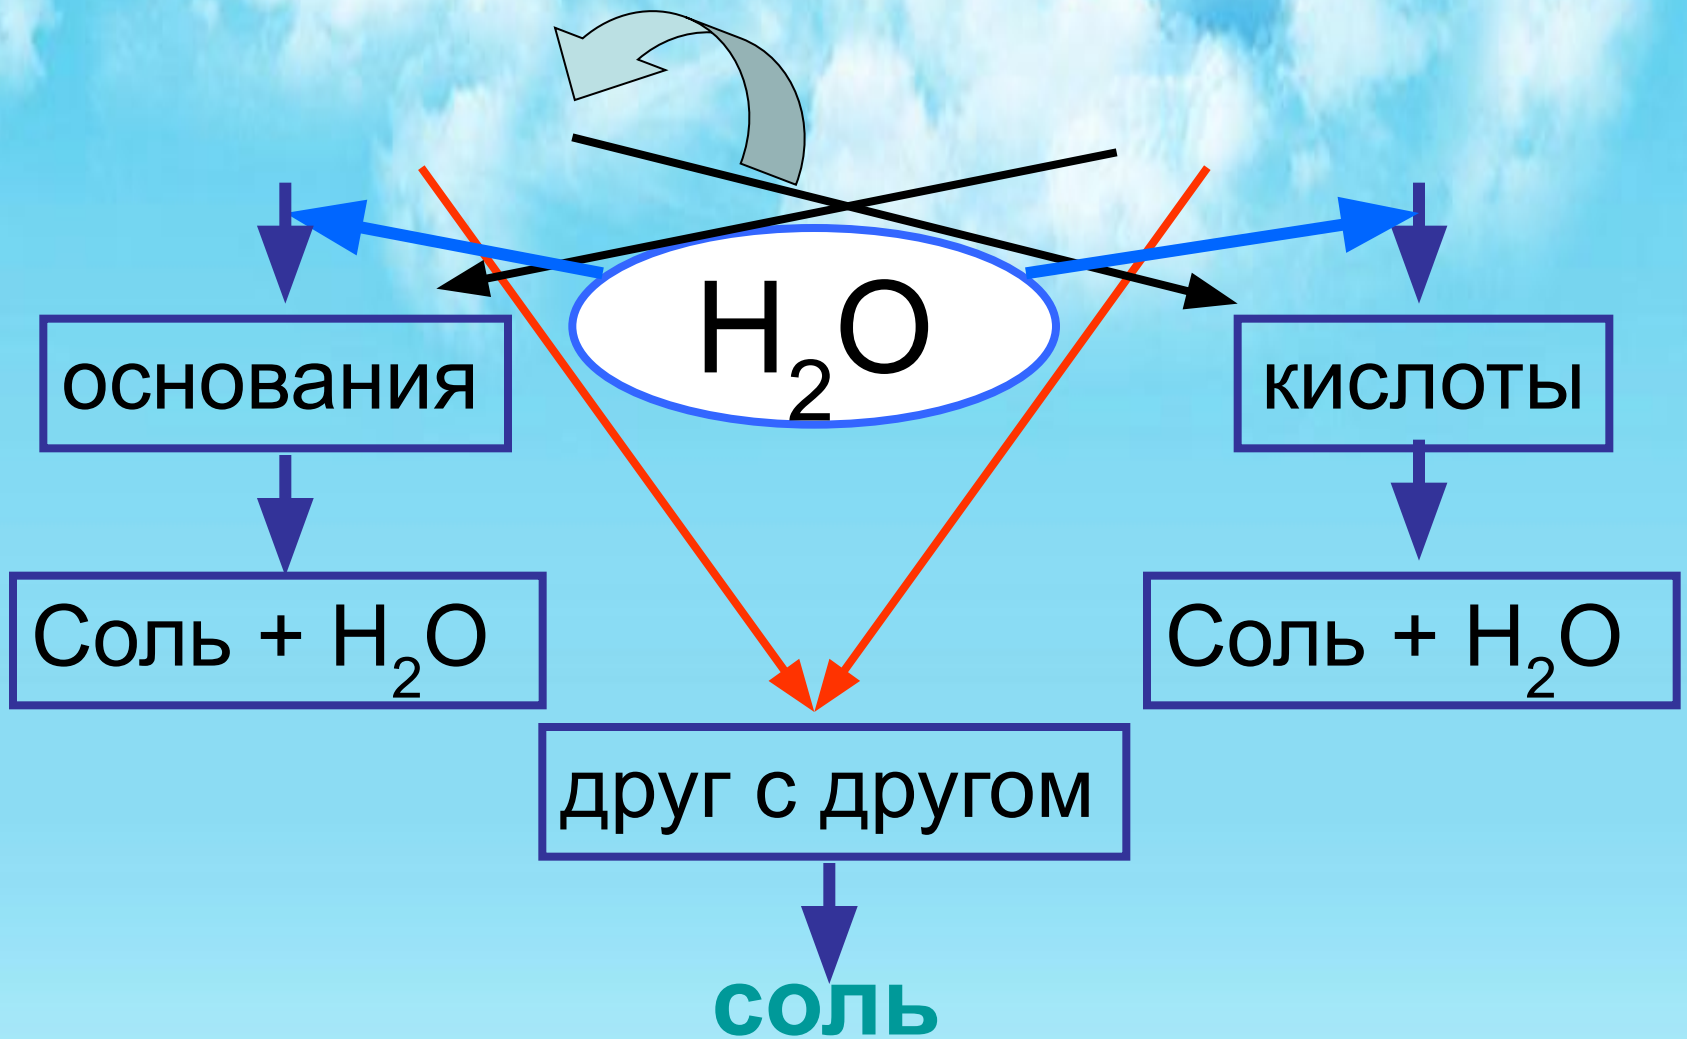 H₂O
основания
кислоты
Соль + H₂O
Соль + H₂O
друг с другом
соль